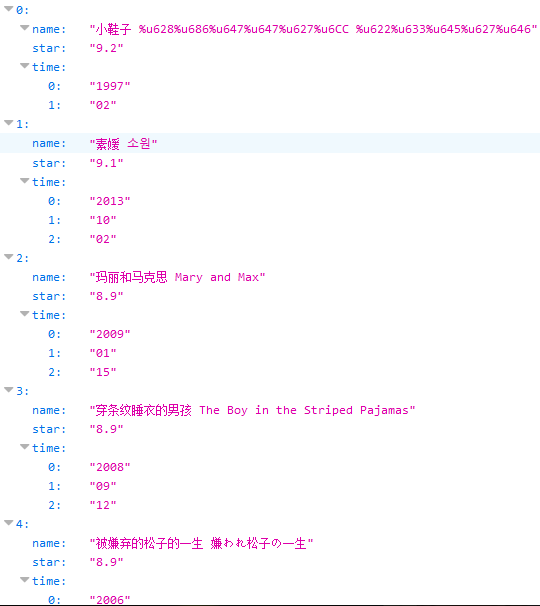 0:
name: "小鞋子 %u628%u686%u647%u647%u627%u6CC %u622%u633%u645%u627%u646"
star: "9.2"
time:
0: "1997"
1: "02"
1:
name: "素媛 소원"
star: "9.1"
time:
0: "2013"
1: "10"
2: "02"
2:
name: "玛丽和马克思 Mary and Max"
star: "8.9"
time:
0: "2009"
1: "01"
2: "15"
3:
name: "穿条纹睡衣的男孩 The Boy in the Striped Pajamas"
star: "8.9"
time:
0: "2008"
1: "09"
2: "12"
4:
name: "被嫌弃的松子的一生 嫌われ松子の一生"
star: "8.9"
time:
0: "2006"